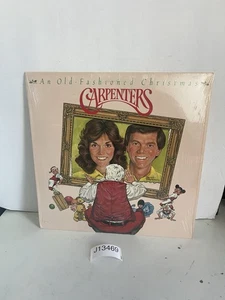 An Old Fashioned Christmas
CARPENTERS
J13469